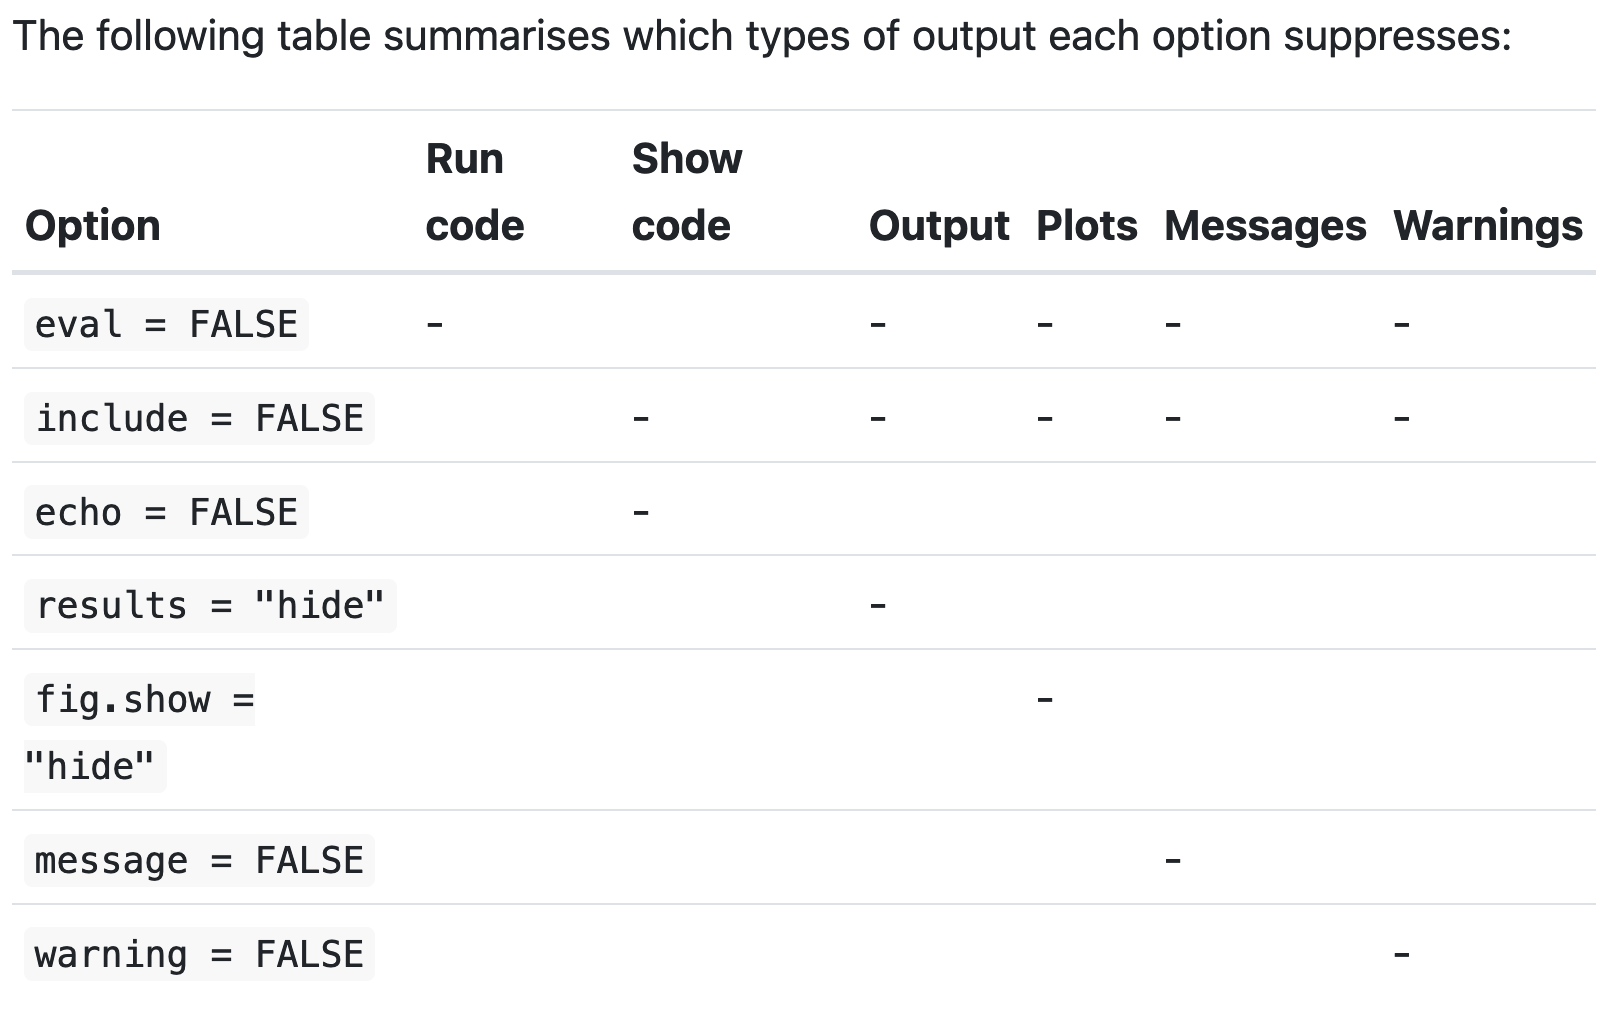 The following table summarises which types of output each option suppresses:
Run Show
Option code code Output Plots Messages Warnings
eval = FALSE - - - - -
include = FALSE - - - - -
echo = FALSE -
results = "hide" -
fig.show = -
"hide"
message = FALSE -
warning = FALSE -